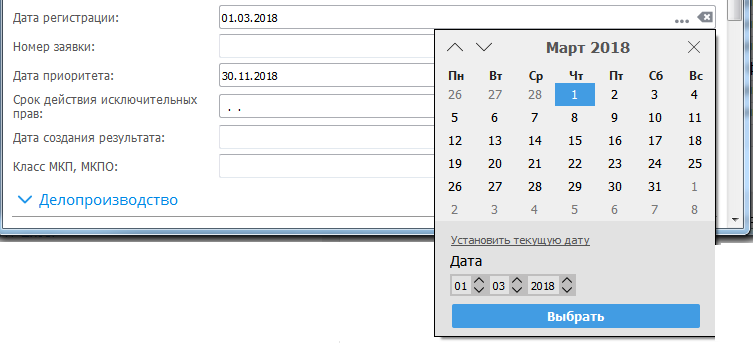 Дата регистрации: 01.03.2018 ...
Номер заявки:
Дата приоритета: 30.11.2018
Срок действия исключительных
прав: . .
Дата создания результата:
Класс МКП, МКПО:
Делопроизводство
Март 2018
Пн Вт Ср Чт Пт Сб Вс
26 27 28 1 2 3 4
5 6 7 8 9 10 11
12 13 14 15 16 17 18
19 20 21 22 23 24 25
26 27 28 29 30 31 1
2 3 4 5 6 7 8
Установить текущую дату
Дата
01 03 2018
Выбрать